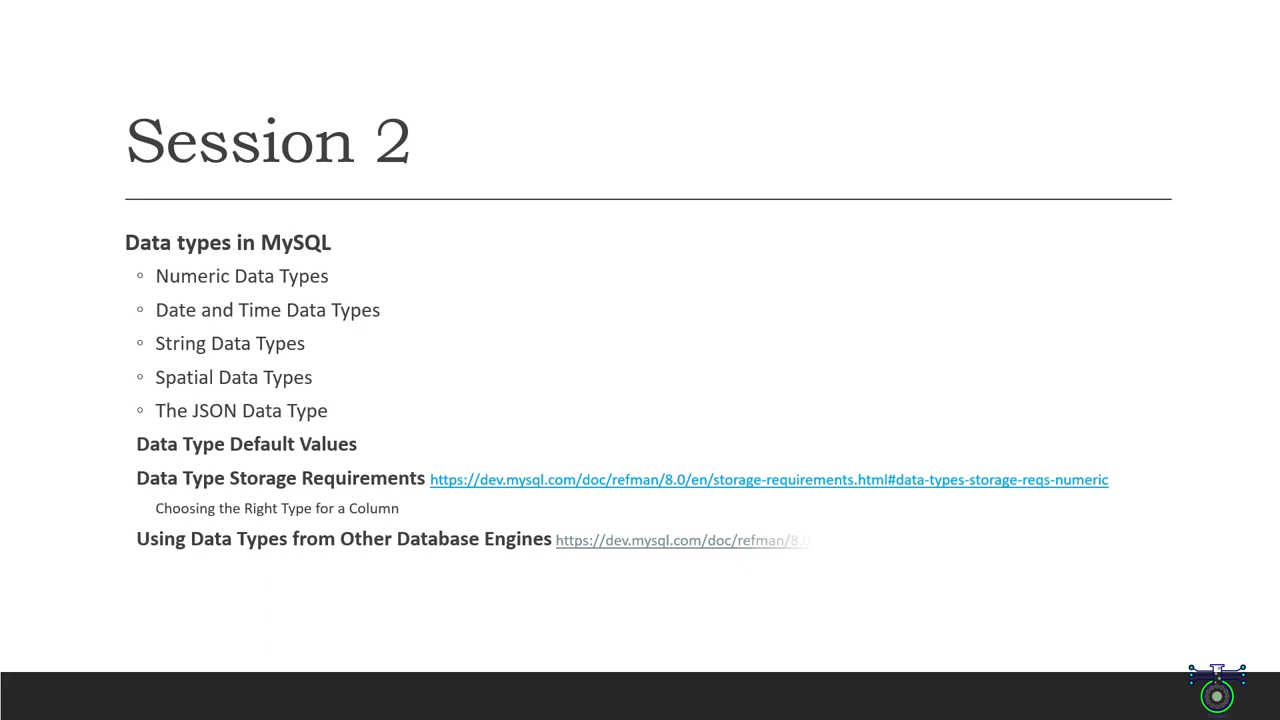 Session 2
Data types in MySQL
◦ Numeric Data Types
◦ Date and Time Data Types
◦ String Data Types
◦ Spatial Data Types
◦ The JSON Data Type
Data Type Default Values
Data Type Storage Requirements https://dev.mysql.com/doc/refman/8.0/en/storage-requirements.html#data-types-storage-reqs-numeric
Choosing the Right Type for a Column
Using Data Types from Other Database Engines https://dev.mysql.com/doc/refman/8.0